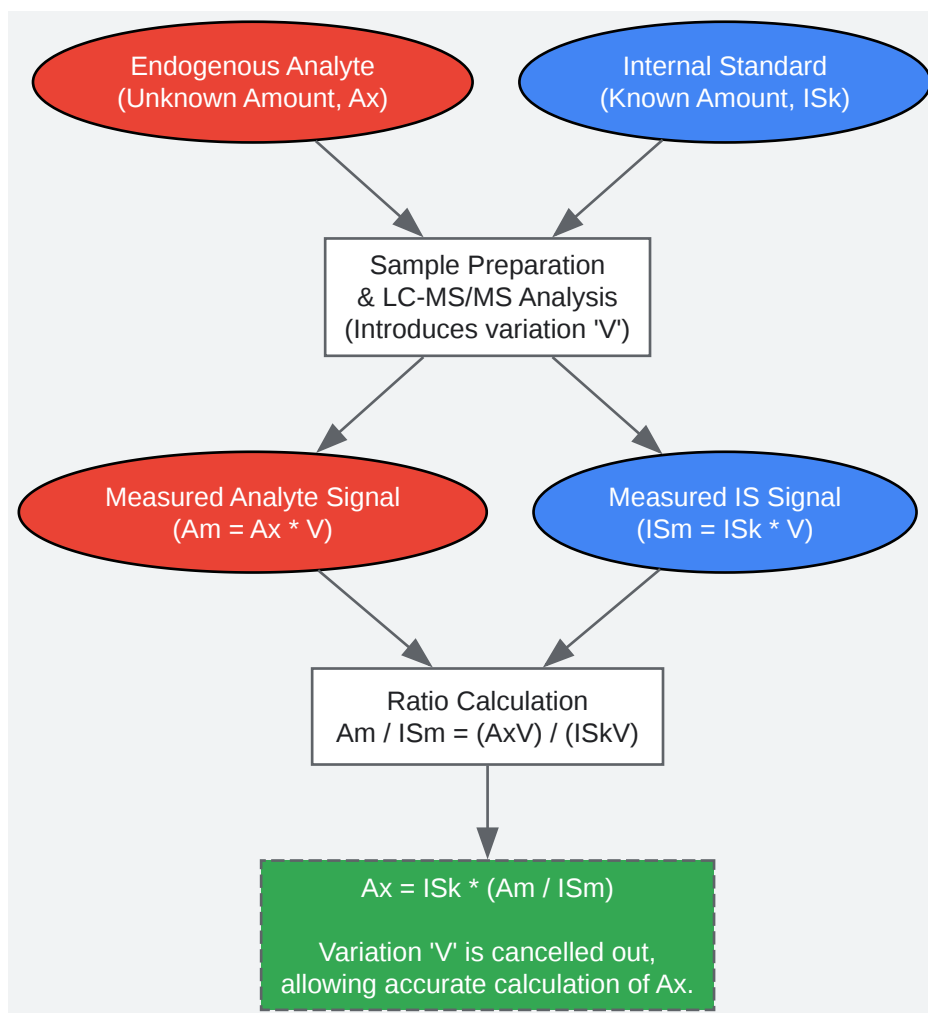 Endogenous Analyte
(Unknown Amount, Ax)
Internal Standard
(Known Amount, ISk)
Sample Preparation
& LC-MS/MS Analysis
(Introduces variation 'V')
Measured Analyte Signal
(Am = Ax * V)
Measured IS Signal
(ISm = ISk * V)
Ratio Calculation
Am / ISm = (AxV) / (ISkV)
Ax = ISk * (Am / ISm)
Variation 'V' is cancelled out,
allowing accurate calculation of Ax.